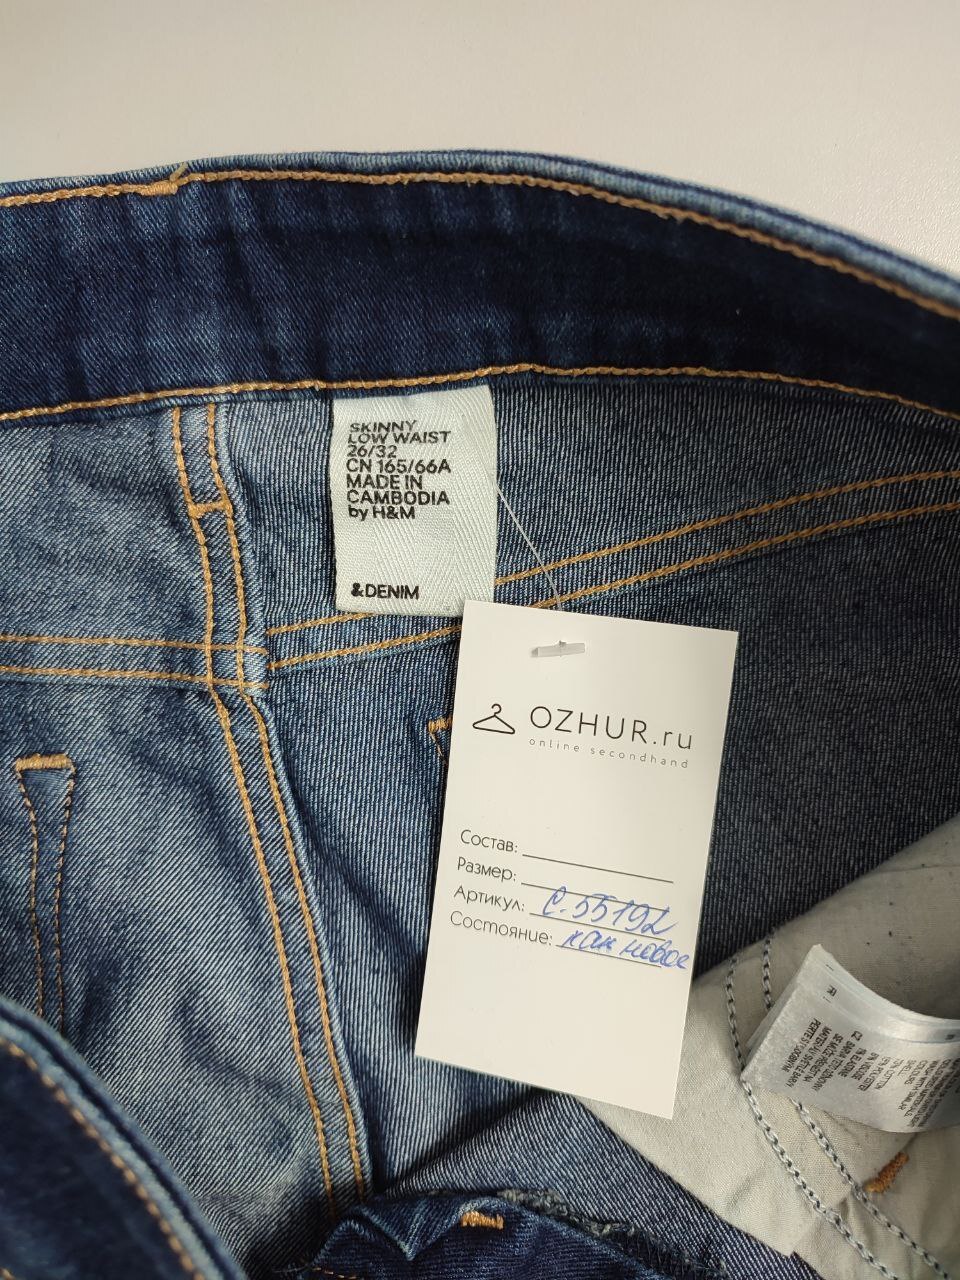 SKINNY
LOW WAIST
26/32
CN 165/66A
MADE IN
CAMBODIA
by H&M
&DENIM
OZHUR.ru
online secondhand
Состав:
Размер:
Артикул: С-55192
Состояние: как новое